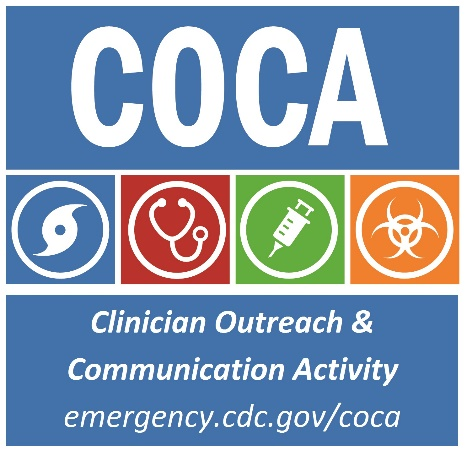 COCA
Clinician Outreach &
Communication Activity
emergency.cdc.gov/coca